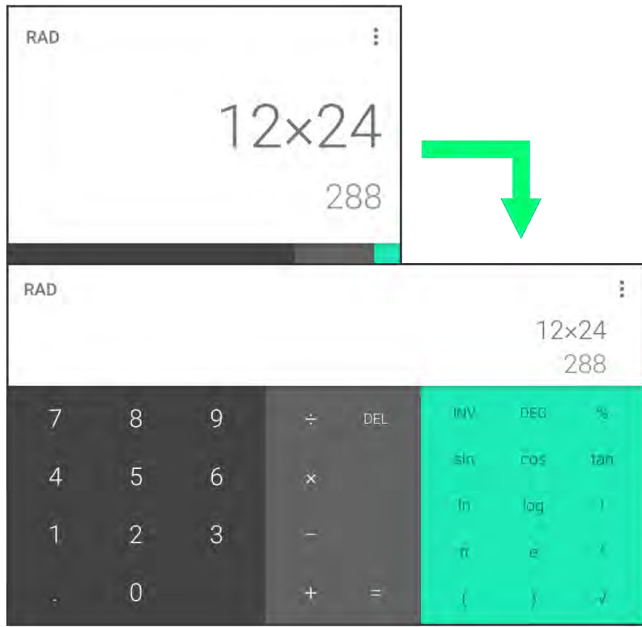 RAD
12×24
288
RAD
12×24
288
7 8 9 ÷ DEL INV DEG %
4 5 6 × sin cos tan
1 2 3 − ln log !
. 0 + = π e ^
( ) √